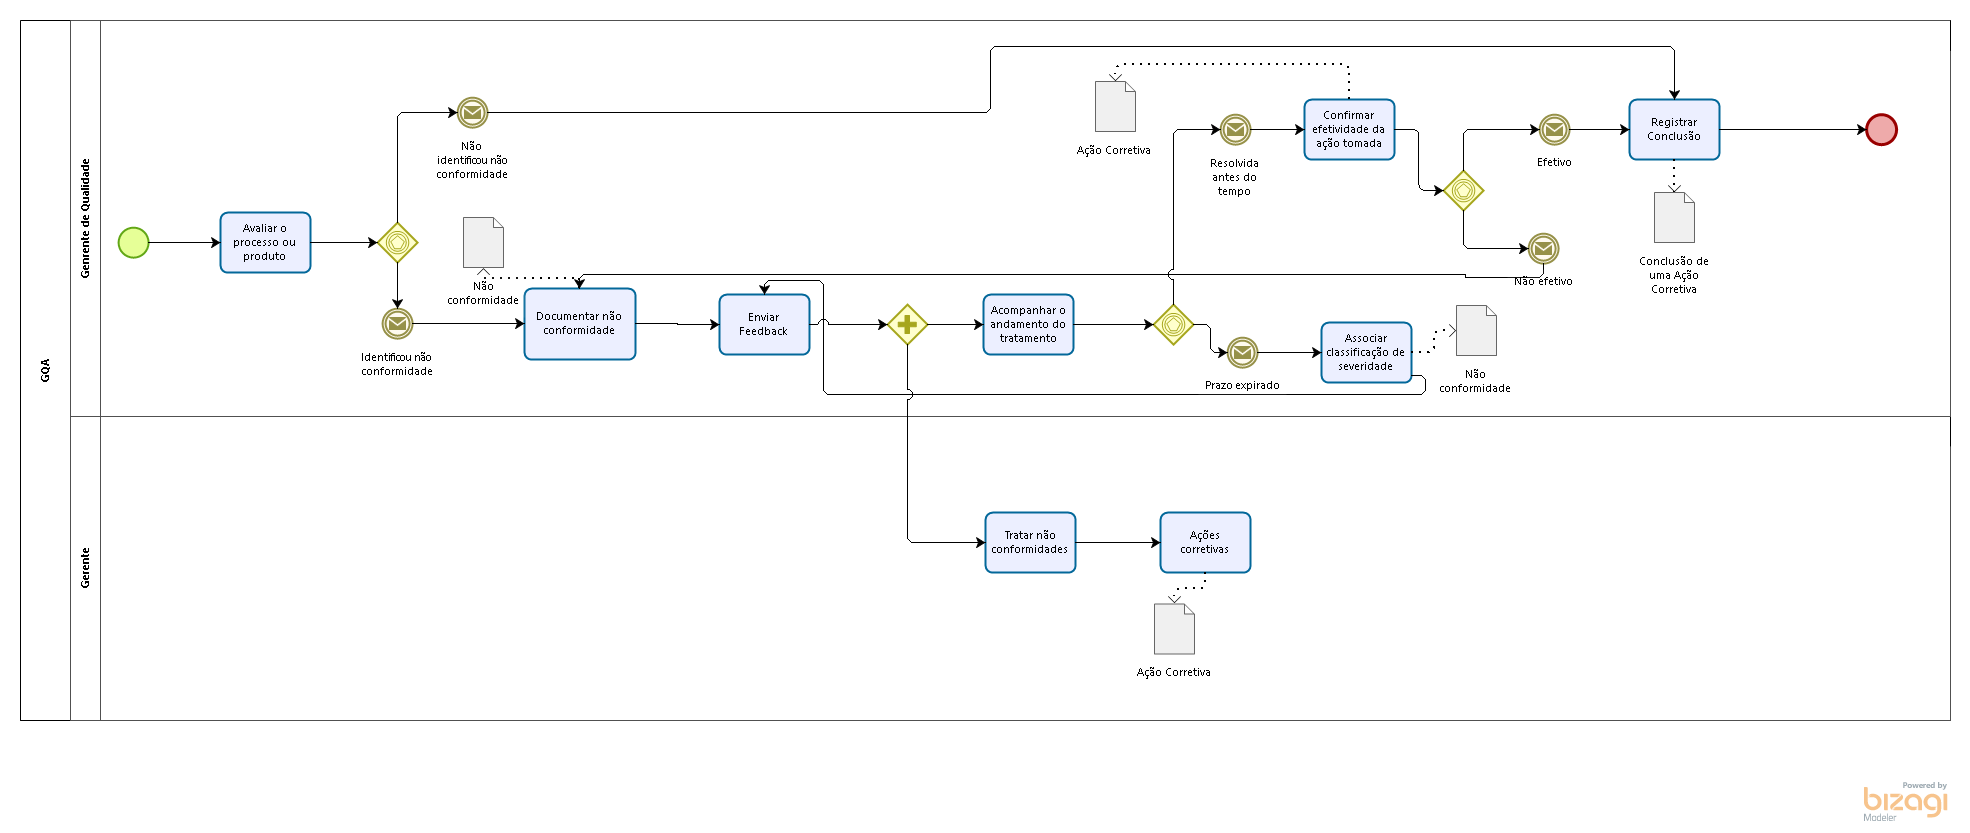 GQA
Genrente de Qualidade
Gerente
Avaliar o
processo ou
produto
Não
identificou não
conformidade
Identificou não
conformidade
Não
conformidade
Documentar não
conformidade
Enviar
Feedback
Acompanhar o
andamento do
tratamento
Ação Corretiva
Resolvida
antes do
tempo
Confirmar
efetividade da
ação tomada
Efetivo
Não efetivo
Registrar
Conclusão
Conclusão de
uma Ação
Corretiva
Prazo expirado
Associar
classificação de
severidade
Não
conformidade
Tratar não
conformidades
Ações
corretivas
Ação Corretiva
Powered by
bizagi
Modeler